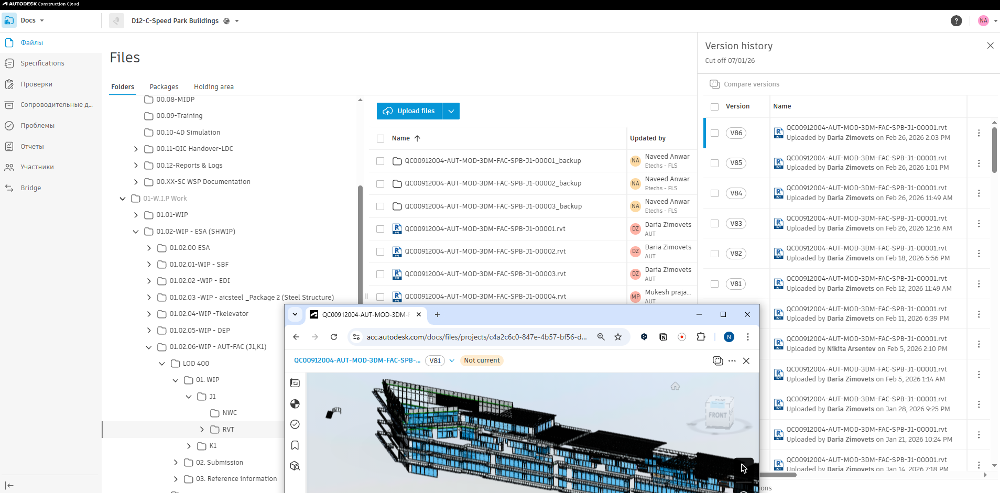 AUTODESK Construction Cloud
Docs
D12-C-Speed Park Buildings
?
NA
Файлы
Specifications
Проверки
Сопроводительные д...
Проблемы
Отчеты
Участники
Bridge
Files
Folders
Packages
Holding area
00.08-MIDP
00.09-Training
00.10-4D Simulation
00.11-QIC Handover-LDC
00.12-Reports & Logs
00.XX-SC WSP Documentation
01-W.I.P Work
01.01-WIP
01.02-WIP - ESA (SHWIP)
01.02.00 ESA
01.02.01-WIP - SBF
01.02.02 -WIP - EDI
01.02.03 -WIP - aicsteel _Package 2 (Steel Structure)
01.02.04-WIP -Tkelevator
01.02.05-WIP - DEP
01.02.06-WIP - AUT-FAC (J1,K1)
LOD 400
01. WIP
J1
NWC
RVT
K1
02. Submission
03. Reference information
Upload files
Name
Updated by
QC00912004-AUT-MOD-3DM-FAC-SPB-J1-00001_backup
NA
Naveed Anwar
Etechs - FLS
QC00912004-AUT-MOD-3DM-FAC-SPB-J1-00002_backup
NA
Naveed Anwar
Etechs - FLS
QC00912004-AUT-MOD-3DM-FAC-SPB-J1-00003_backup
NA
Naveed Anwar
Etechs - FLS
QC00912004-AUT-MOD-3DM-FAC-SPB-J1-00001.rvt
DZ
Daria Zimovets
AUT
QC00912004-AUT-MOD-3DM-FAC-SPB-J1-00002.rvt
DZ
Daria Zimovets
AUT
QC00912004-AUT-MOD-3DM-FAC-SPB-J1-00003.rvt
DZ
Daria Zimovets
AUT
QC00912004-AUT-MOD-3DM-FAC-SPB-J1-00004.rvt
MP
Mukesh praja...
AUT
Version history
Cut off 07/01/26
Compare versions
Version
Name
V86
QC00912004-AUT-MOD-3DM-FAC-SPB-J1-00001.rvt
Uploaded by Daria Zimovets on Feb 26, 2026 2:03 PM
V85
QC00912004-AUT-MOD-3DM-FAC-SPB-J1-00001.rvt
Uploaded by Daria Zimovets on Feb 26, 2026 1:01 PM
V84
QC00912004-AUT-MOD-3DM-FAC-SPB-J1-00001.rvt
Uploaded by Daria Zimovets on Feb 26, 2026 11:49 AM
V83
QC00912004-AUT-MOD-3DM-FAC-SPB-J1-00001.rvt
Uploaded by Daria Zimovets on Feb 26, 2026 12:16 AM
V82
QC00912004-AUT-MOD-3DM-FAC-SPB-J1-00001.rvt
Uploaded by Daria Zimovets on Feb 18, 2026 5:56 PM
V81
QC00912004-AUT-MOD-3DM-FAC-SPB-J1-00001.rvt
Uploaded by Daria Zimovets on Feb 12, 2026 11:49 AM
QC00912004-AUT-MOD-3DM-FAC-SPB-J1-00001.rvt
Uploaded by Daria Zimovets on Feb 11, 2026 6:39 PM
QC00912004-AUT-MOD-3DM-FAC-SPB-J1-00001.rvt
Uploaded by Nikita Arsentev on Feb 5, 2026 2:10 PM
QC00912004-AUT-MOD-3DM-FAC-SPB-J1-00001.rvt
Uploaded by Daria Zimovets on Feb 5, 2026 1:14 AM
QC00912004-AUT-MOD-3DM-FAC-SPB-J1-00001.rvt
Uploaded by Daria Zimovets on Jan 28, 2026 9:25 PM
QC00912004-AUT-MOD-3DM-FAC-SPB-J1-00001.rvt
Uploaded by Daria Zimovets on Jan 21, 2026 10:24 PM
QC00912004-AUT-MOD-3DM-FAC-SPB-J1-00001.rvt
Uploaded by Daria Zimovets on Jan 14, 2026 7:18 PM
ons
QC00912004-AUT-MOD-3DM-F
acc.autodesk.com/docs/files/projects/c4a2c6c0-847e-4b57-bf56-d...
N
QC00912004-AUT-MOD-3DM-FAC-SPB-...
V81
Not current
FRONT